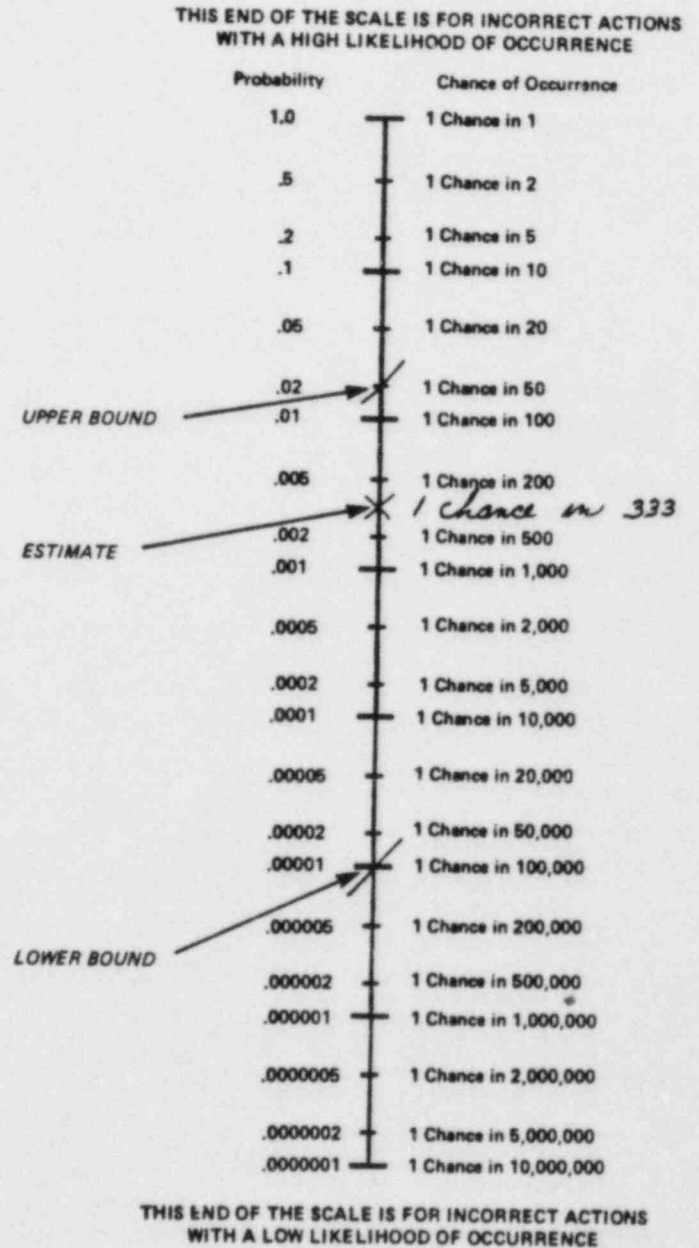 THIS END OF THE SCALE IS FOR INCORRECT ACTIONS
WITH A HIGH LIKELIHOOD OF OCCURRENCE
Probability Chance of Occurrence
1.0 1 Chance in 1
.5 1 Chance in 2
.2 1 Chance in 5
.1 1 Chance in 10
.05 1 Chance in 20
.02 1 Chance in 50
UPPER BOUND
.01 1 Chance in 100
.005 1 Chance in 200
1 Chance in 333
ESTIMATE
.002 1 Chance in 500
.001 1 Chance in 1,000
.0005 1 Chance in 2,000
.0002 1 Chance in 5,000
.0001 1 Chance in 10,000
.00005 1 Chance in 20,000
.00002 1 Chance in 50,000
.00001 1 Chance in 100,000
.000005 1 Chance in 200,000
LOWER BOUND
.000002 1 Chance in 500,000
.000001 1 Chance in 1,000,000
.0000005 1 Chance in 2,000,000
.0000002 1 Chance in 5,000,000
.0000001 1 Chance in 10,000,000
THIS END OF THE SCALE IS FOR INCORRECT ACTIONS
WITH A LOW LIKELIHOOD OF OCCURRENCE